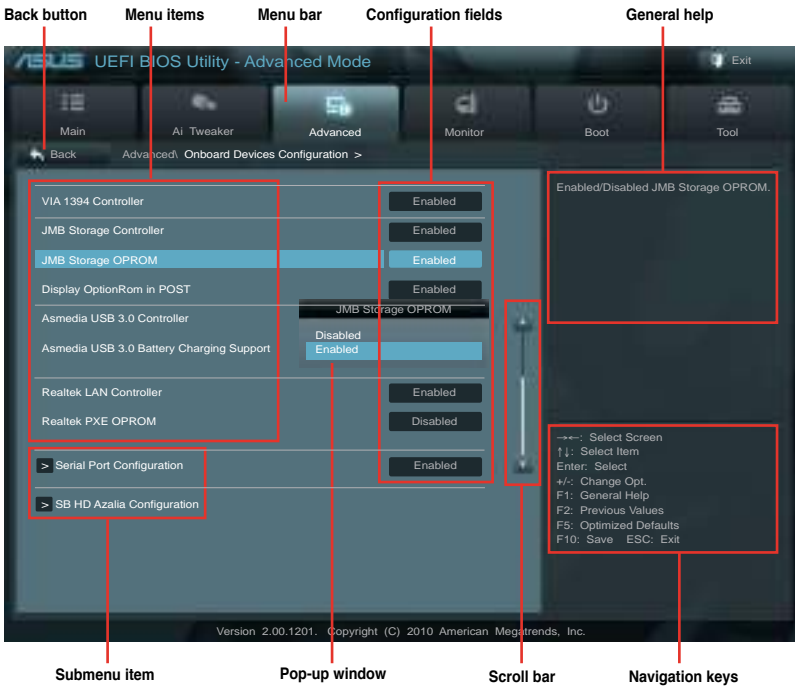 Back button Menu items Menu bar Configuration fields General help
ASUS UEFI BIOS Utility - Advanced Mode Exit
Main Ai Tweaker Advanced Monitor Boot Tool
Back Advanced\ Onboard Devices Configuration >
VIA 1394 Controller Enabled
Enabled/Disabled JMB Storage OPROM.
JMB Storage Controller Enabled
JMB Storage OPROM Enabled
Display OptionRom in POST Enabled
JMB Storage OPROM
Asmedia USB 3.0 Controller
Disabled
Asmedia USB 3.0 Battery Charging Support
Enabled
Realtek LAN Controller Enabled
Realtek PXE OPROM Disabled
> Serial Port Configuration Enabled
> SB HD Azalia Configuration
→←: Select Screen
↑↓: Select Item
Enter: Select
+/-: Change Opt.
F1: General Help
F2: Previous Values
F5: Optimized Defaults
F10: Save ESC: Exit
Version 2.00.1201. Copyright (C) 2010 American Megatrends, Inc.
Submenu item Pop-up window Scroll bar Navigation keys